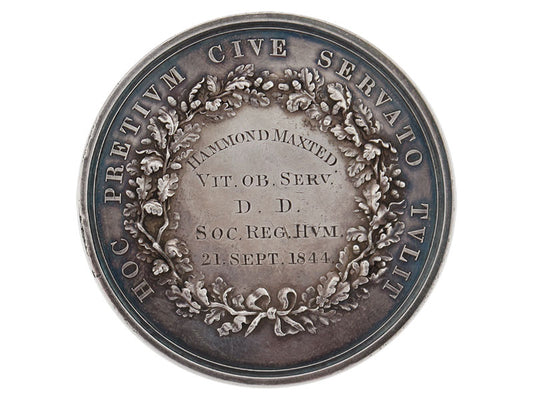 HOC PRETIVM CIVE SERVATO TVLIT
HAMMOND MAXTED.
VIT. OB. SERV.
D. D.
SOC. REG. HVM.
21. SEPT. 1844.